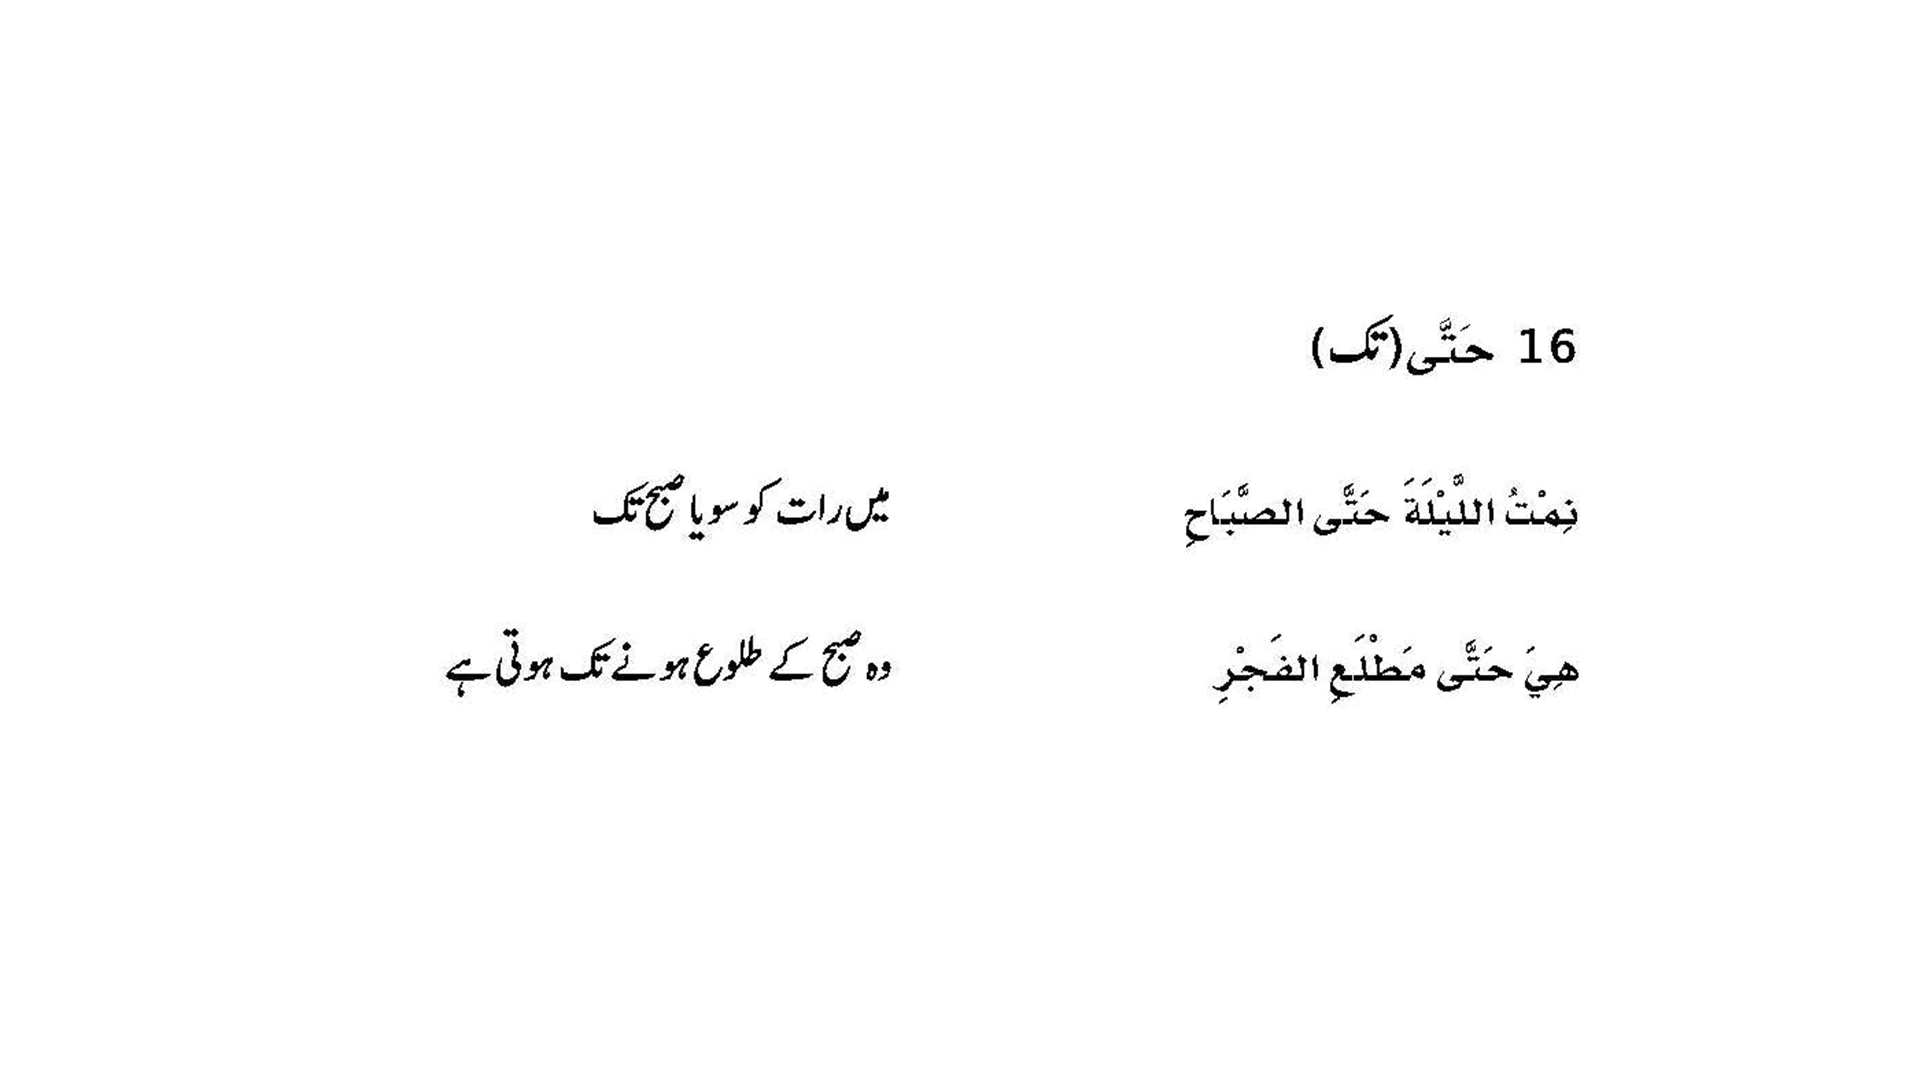 16 حَتَّى (تک)
نِمْتُ اللَّيْلَةَ حَتَّى الصَّبَاحِ میں رات کو سویا صبح تک
هِيَ حَتَّى مَطْلَعِ الفَجْرِ وہ صبح کے طلوع ہونے تک ہوتی ہے